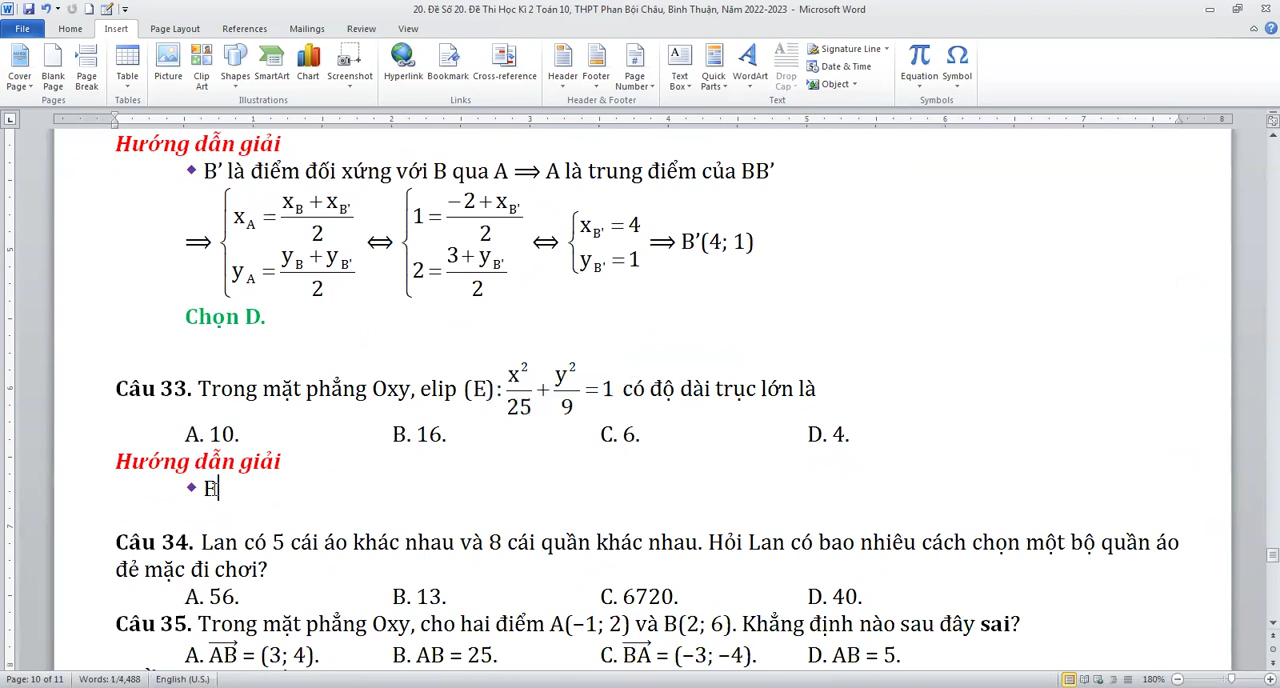 20. Đề Số 20. Đề Thi Học Kì 2 Toán 10, THPT Phan Bội Châu, Bình Thuận, Năm 2022-2023 - Microsoft Word
File Home Insert Page Layout References Mailings Review View
Cover Page Blank Page Page Break Table Picture Clip Art Shapes SmartArt Chart Screenshot Hyperlink Bookmark Cross-reference Header Footer Page Number Text Box Quick Parts WordArt Drop Cap Signature Line Date & Time Object Equation Symbol
Pages Tables Illustrations Links Header & Footer Text Symbols
1 2 3 4 5 6 7 8
Hướng dẫn giải
B’ là điểm đối xứng với B qua A ⟹ A là trung điểm của BB’
⇒ { x_A = (x_B + x_B')/2 ; y_A = (y_B + y_B')/2 ⇔ { 1 = (−2 + x_B')/2 ; 2 = (3 + y_B')/2 ⇔ { x_B' = 4 ; y_B' = 1 ⟹ B’(4; 1)
Chọn D.
Câu 33. Trong mặt phẳng Oxy, elip (E): x²/25 + y²/9 = 1 có độ dài trục lớn là
A. 10. B. 16. C. 6. D. 4.
Hướng dẫn giải
E
Câu 34. Lan có 5 cái áo khác nhau và 8 cái quần khác nhau. Hỏi Lan có bao nhiêu cách chọn một bộ quần áo
đẻ mặc đi chơi?
A. 56. B. 13. C. 6720. D. 40.
Câu 35. Trong mặt phẳng Oxy, cho hai điểm A(−1; 2) và B(2; 6). Khẳng định nào sau đây sai?
A. AB⃗ = (3; 4). B. AB = 25. C. BA⃗ = (−3; −4). D. AB = 5.
Page: 10 of 11 Words: 1/4,488 English (U.S.) 180%